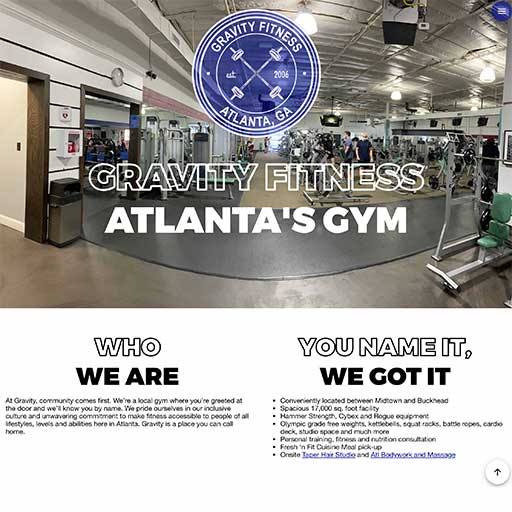 GRAVITY FITNESS
est. 2006
ATLANTA, GA
GRAVITY FITNESS
ATLANTA'S GYM
WHO
WE ARE
At Gravity, community comes first. We're a local gym where you're greeted at
the door and we'll know you by name. We pride ourselves in our inclusive
culture and unwavering commitment to make fitness accessible to people of all
lifestyles, levels and abilities here in Atlanta. Gravity is a place you can call
home.
YOU NAME IT,
WE GOT IT
Conveniently located between Midtown and Buckhead
Spacious 17,000 sq. foot facility
Hammer Strength, Cybex and Rogue equipment
Olympic grade free weights, kettlebells, squat racks, battle ropes, cardio
deck, studio space and much more
Personal training, fitness and nutrition consultation
Fresh 'n Fit Cuisine Meal pick-up
Onsite Taper Hair Studio and Atl Bodywork and Massage